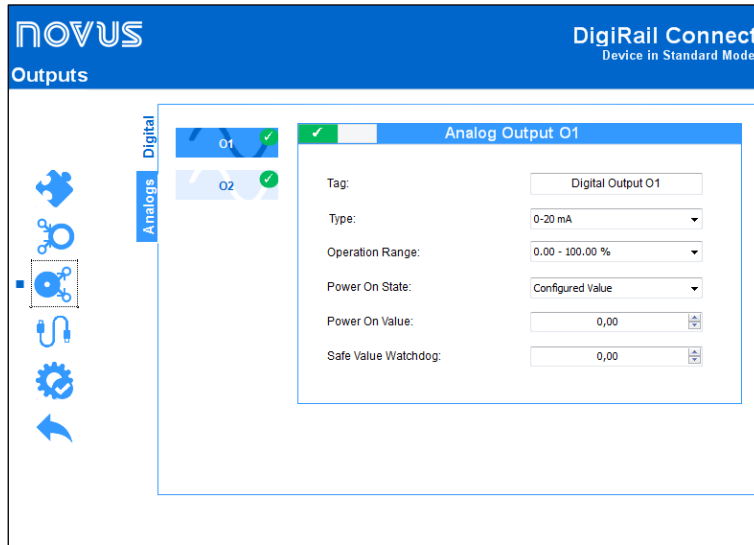 novus
DigiRail Connect
Device in Standard Mode
Outputs
Digital
Analogs
O1
O2
Analog Output O1
Tag: Digital Output O1
Type: 0-20 mA
Operation Range: 0.00 - 100.00 %
Power On State: Configured Value
Power On Value: 0,00
Safe Value Watchdog: 0,00